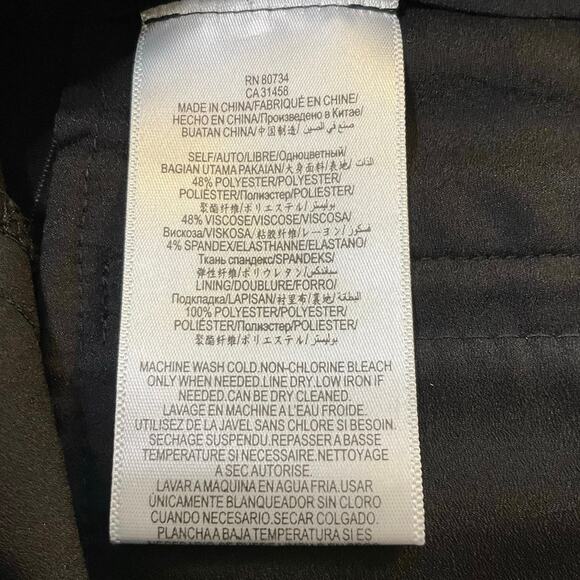 RN 80734
CA 31458
MADE IN CHINA/FABRIQUÉ EN CHINE/
HECHO EN CHINA/Произведено в Китае/
BUATAN CHINA/中国制造/ صنع في الصين
SELF/AUTO/LIBRE/Одноцветный/
BAGIAN UTAMA PAKAIAN/大身面料/表地/ الذات
48% POLYESTER/POLYESTER/
POLIÉSTER/Полиэстер/POLIESTER/
聚酯纤维/ポリエステル/ بوليستر
48% VISCOSE/VISCOSE/VISCOSA/
Вискоза/VISKOSA/粘胶纤维/レーヨン/ فسكوز
4% SPANDEX/ELASTHANNE/ELASTANO/
Ткань спандекс/SPANDEKS/
弹性纤维/ポリウレタン/ سباندكس
LINING/DOUBLURE/FORRO/
Подкладка/LAPISAN/衬里布/裏地/ البطانة
100% POLYESTER/POLYESTER/
POLIÉSTER/Полиэстер/POLIESTER/
聚酯纤维/ポリエステル/ بوليستر
MACHINE WASH COLD.NON-CHLORINE BLEACH
ONLY WHEN NEEDED.LINE DRY.LOW IRON IF
NEEDED.CAN BE DRY CLEANED.
LAVAGE EN MACHINE A L'EAU FROIDE.
UTILISEZ DE LA JAVEL SANS CHLORE SI BESOIN.
SECHAGE SUSPENDU.REPASSER A BASSE
TEMPERATURE SI NECESSAIRE.NETTOYAGE
A SEC AUTORISE.
LAVAR A MAQUINA EN AGUA FRIA.USAR
ÚNICAMENTE BLANQUEADOR SIN CLORO
CUANDO NECESARIO.SECAR COLGADO.
PLANCHA A BAJA TEMPERATURA SI ES